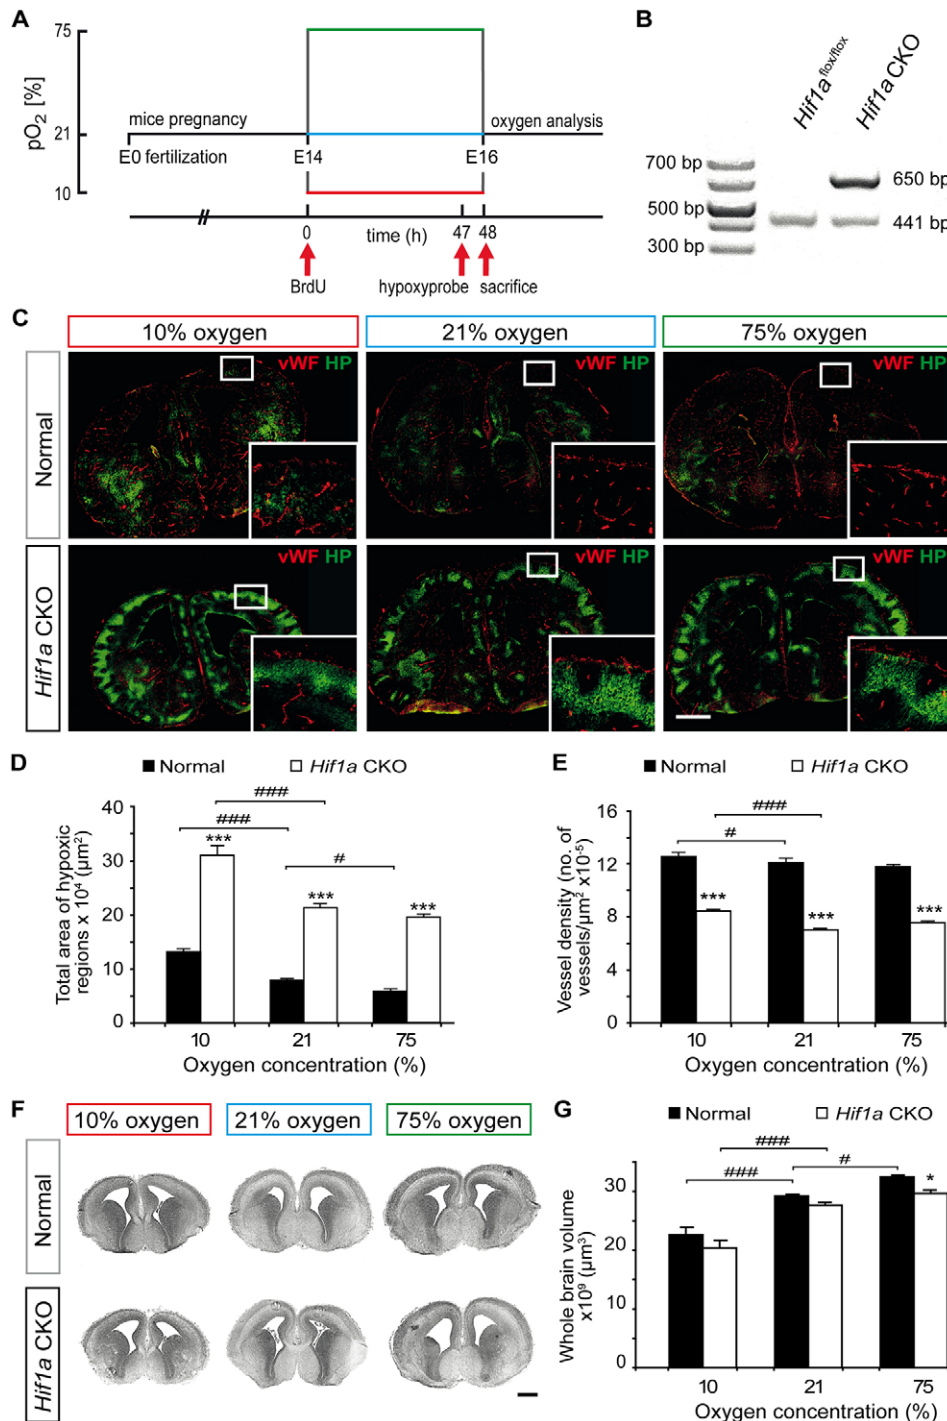 A
75
21
10
pO2 [%]
mice pregnancy
oxygen analysis
E0 fertilization
E14
E16
0
time (h)
47
48
BrdU
hypoxyprobe
sacrifice
B
Hif1a flox/flox
Hif1a CKO
700 bp
500 bp
300 bp
650 bp
441 bp
C
10% oxygen
21% oxygen
75% oxygen
Normal
vWF HP
vWF HP
vWF HP
Hif1a CKO
vWF HP
vWF HP
vWF HP
D
Normal
Hif1a CKO
Total area of hypoxic
regions x 10⁴ (µm²)
40
30
20
10
0
###
###
#
***
***
***
10
21
75
Oxygen concentration (%)
E
Normal
Hif1a CKO
Vessel density (no. of
vessels/µm² x10⁻⁵)
16
12
8
4
0
###
#
***
***
***
10
21
75
Oxygen concentration (%)
F
10% oxygen
21% oxygen
75% oxygen
Normal
Hif1a CKO
G
Normal
Hif1a CKO
Whole brain volume
x10⁹ (µm³)
30
20
10
0
###
###
#
*
10
21
75
Oxygen concentration (%)